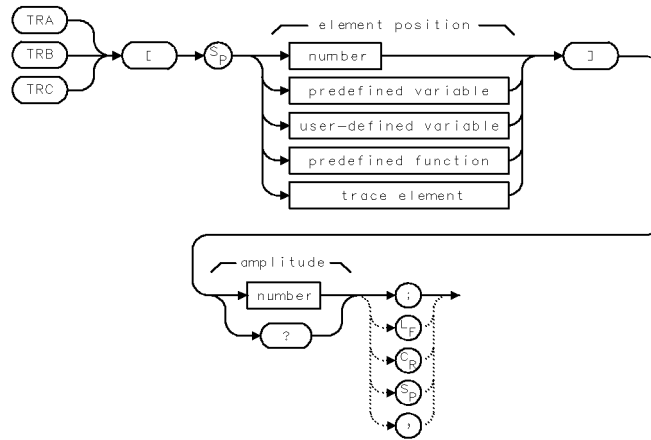 element position
TRA
TRB
TRC
[
SP
number
]
predefined variable
user-defined variable
predefined function
trace element
amplitude
number
?
;
LF
CR
SP
,